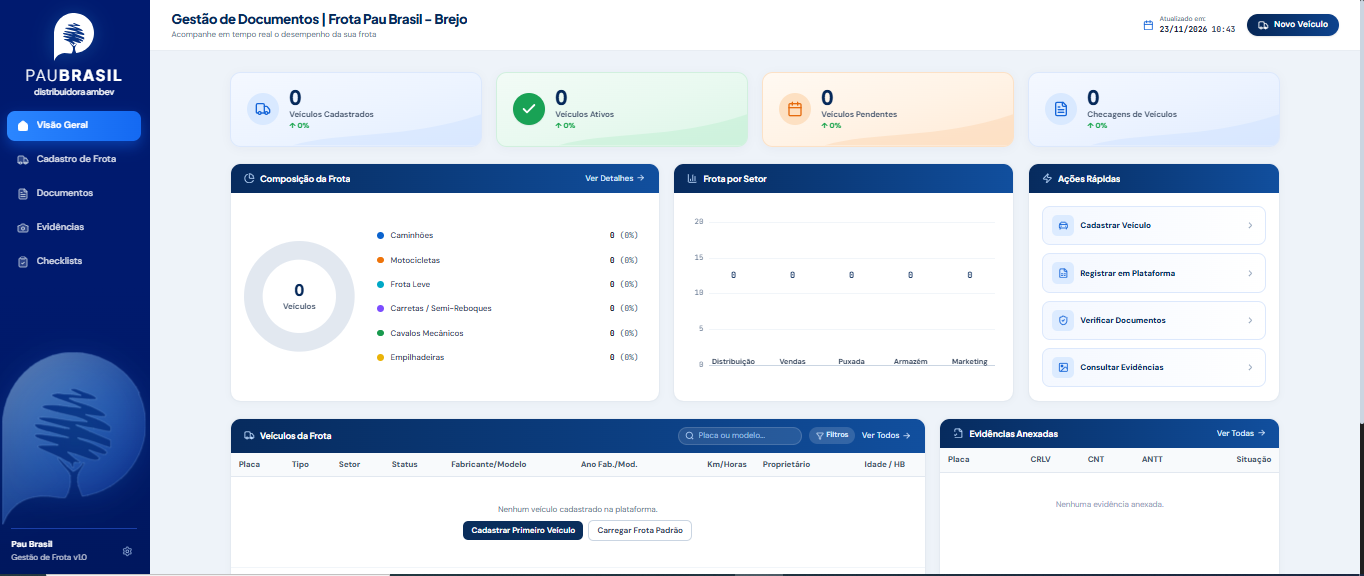 PAUBRASIL
distribuidora ambev
Visão Geral
Cadastro de Frota
Documentos
Evidências
Checklists
Pau Brasil
Gestão de Frota v1.0
Gestão de Documentos | Frota Pau Brasil - Brejo
Acompanhe em tempo real o desempenho da sua frota
Atualizado em:
23/11/2026 10:43
Novo Veículo
0
Veículos Cadastrados
↑ 0%
0
Veículos Ativos
↑ 0%
0
Veículos Pendentes
↑ 0%
0
Checagens de Veículos
↑ 0%
Composição da Frota
Ver Detalhes →
0
Veículos
Caminhões 0 (0%)
Motocicletas 0 (0%)
Frota Leve 0 (0%)
Carretas / Semi-Reboques 0 (0%)
Cavalos Mecânicos 0 (0%)
Empilhadeiras 0 (0%)
Frota por Setor
20
15
0 0 0 0 0
10
5
0
Distribuição Vendas Puxada Armazém Marketing
Ações Rápidas
Cadastrar Veículo
Registrar em Plataforma
Verificar Documentos
Consultar Evidências
Veículos da Frota
Placa ou modelo...
Filtros
Ver Todos →
Placa Tipo Setor Status Fabricante/Modelo Ano Fab./Mod. Km/Horas Proprietário Idade / HB
Nenhum veículo cadastrado na plataforma.
Cadastrar Primeiro Veículo
Carregar Frota Padrão
Evidências Anexadas
Ver Todas →
Placa CRLV CNT ANTT Situação
Nenhuma evidência anexada.